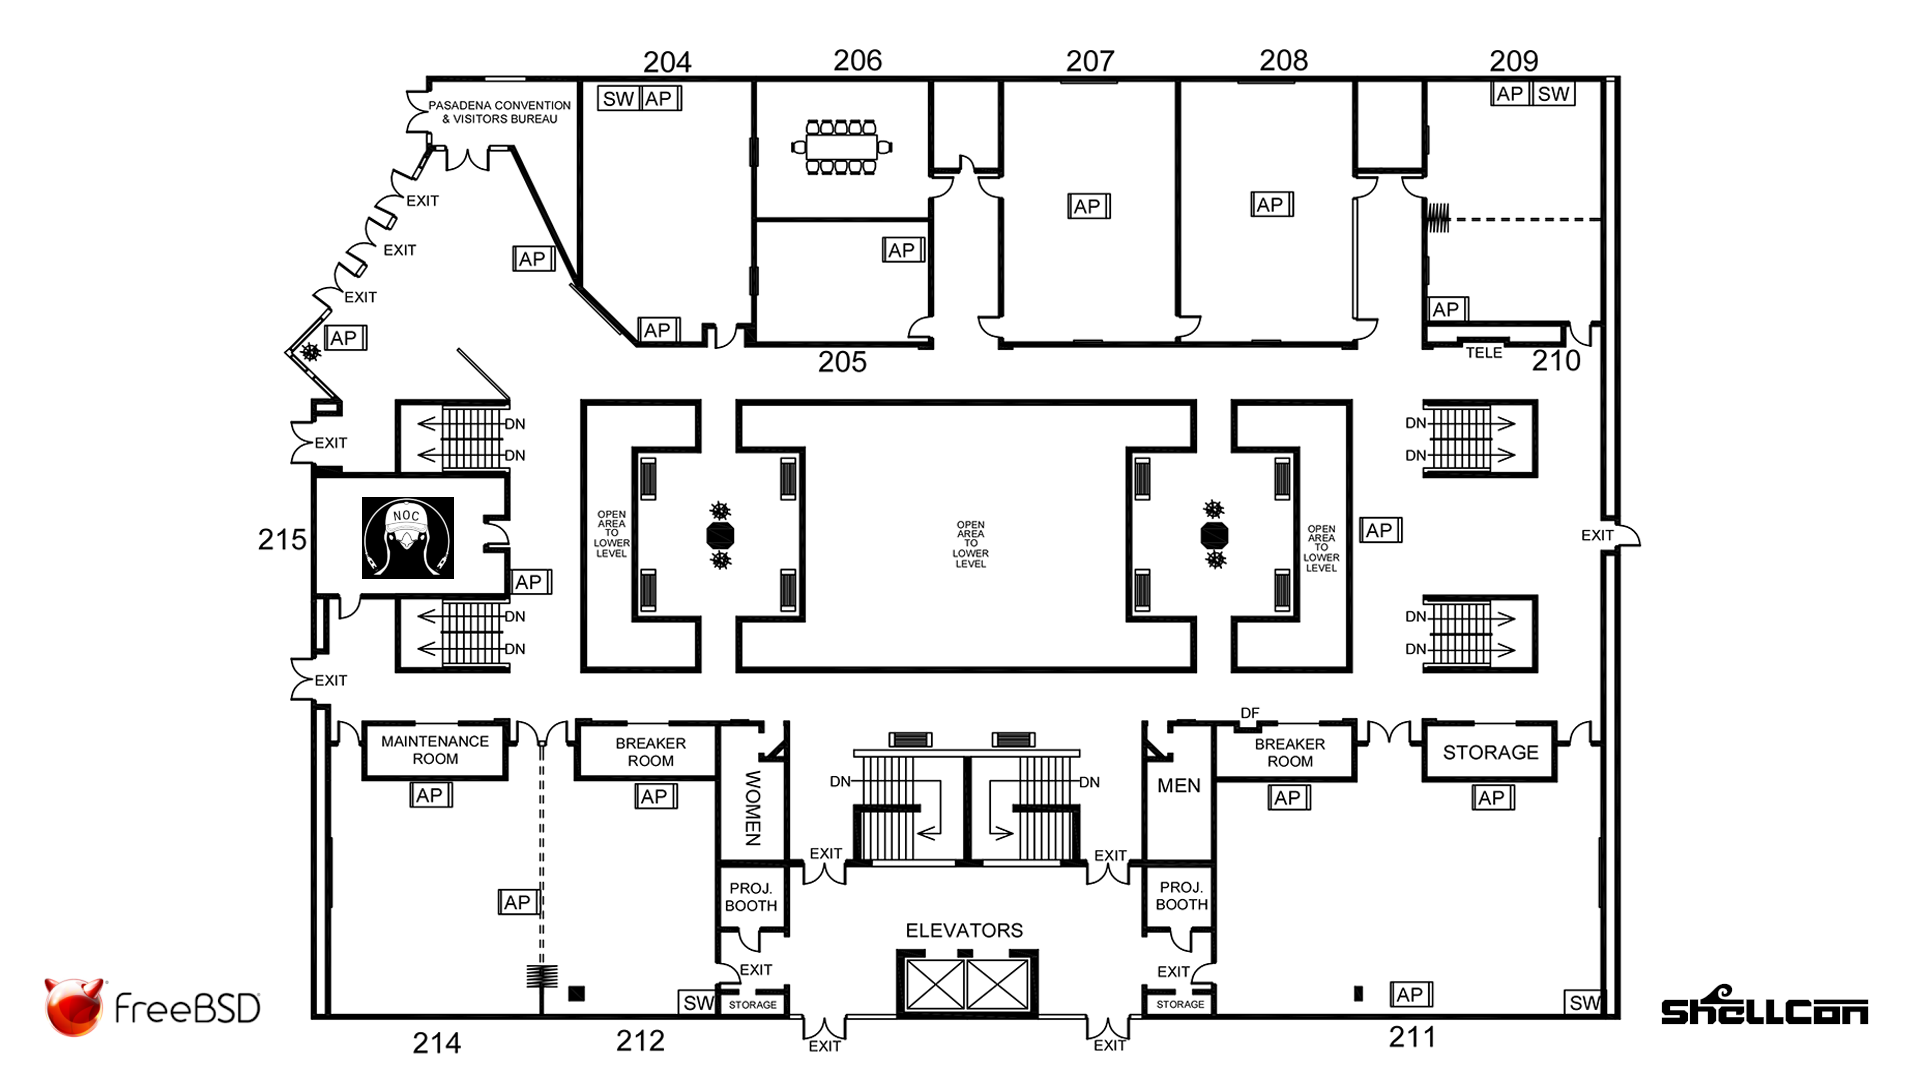 204
206
207
208
209
SW AP
AP SW
PASADENA CONVENTION
& VISITORS BUREAU
EXIT
AP
AP
EXIT
AP
AP
EXIT
AP
AP
AP
205
TELE
210
EXIT
DN
DN
DN
DN
215
NOC
OPEN
AREA
TO
LOWER
LEVEL
OPEN
AREA
TO
LOWER
LEVEL
OPEN
AREA
TO
LOWER
LEVEL
AP
EXIT
AP
DN
DN
DN
DN
EXIT
MAINTENANCE
ROOM
BREAKER
ROOM
DF
BREAKER
ROOM
STORAGE
AP
AP
WOMEN
DN
DN
MEN
AP
AP
EXIT
EXIT
AP
PROJ.
BOOTH
PROJ.
BOOTH
ELEVATORS
EXIT
EXIT
SW
STORAGE
STORAGE
AP
SW
FreeBSD
ShellCon
214
212
EXIT
EXIT
211